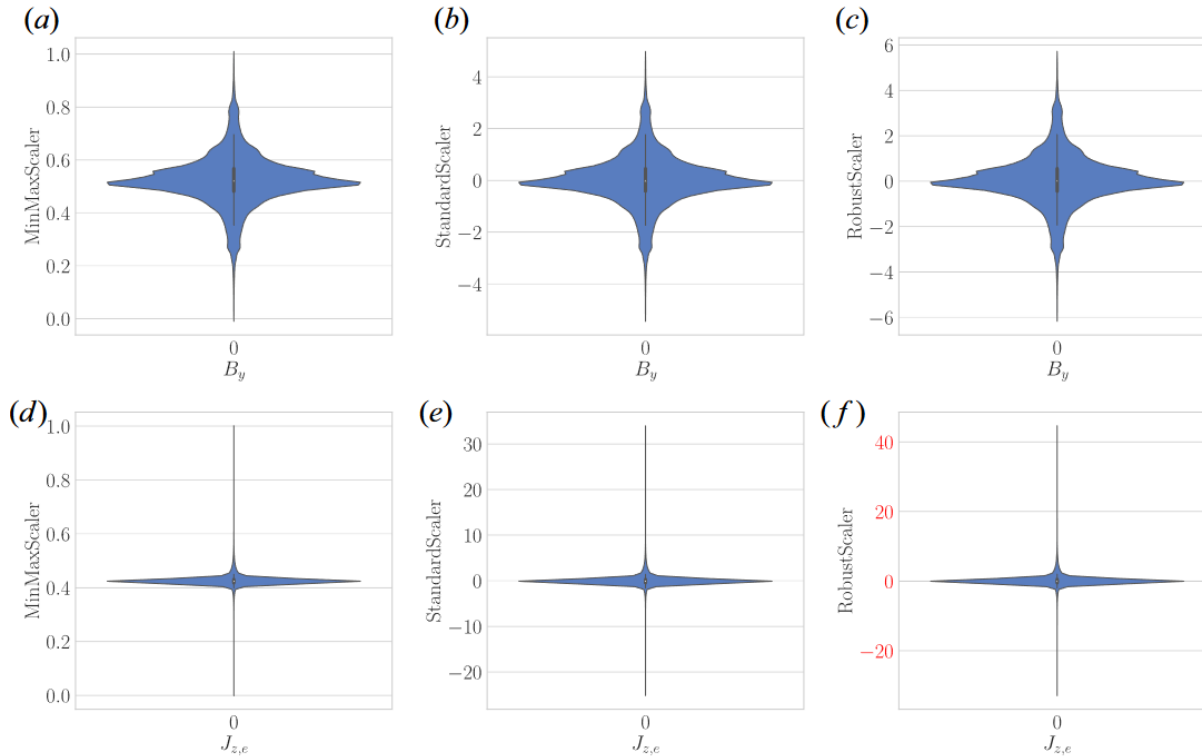 (a)
MinMaxScaler
1.0
0.8
0.6
0.4
0.2
0.0
0
B_y
(b)
StandardScaler
4
2
0
−2
−4
0
B_y
(c)
RobustScaler
6
4
2
0
−2
−4
−6
0
B_y
(d)
MinMaxScaler
1.0
0.8
0.6
0.4
0.2
0.0
0
J_{z,e}
(e)
StandardScaler
30
20
10
0
−10
−20
0
J_{z,e}
(f)
RobustScaler
40
20
0
−20
0
J_{z,e}